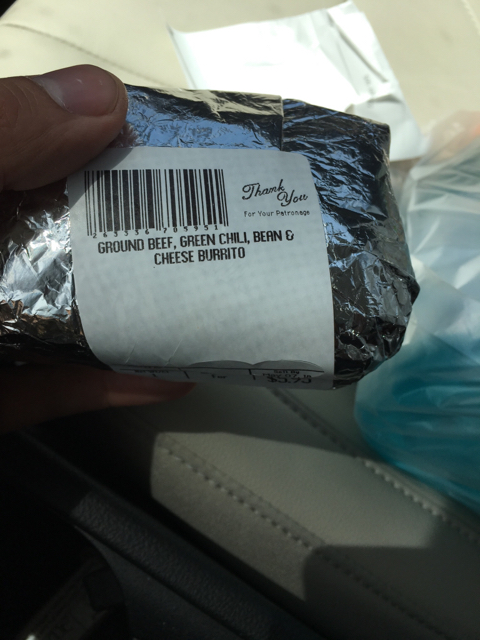 Thank
You
For Your Patronage
GROUND BEEF, GREEN CHILI, BEAN &
CHEESE BURRITO